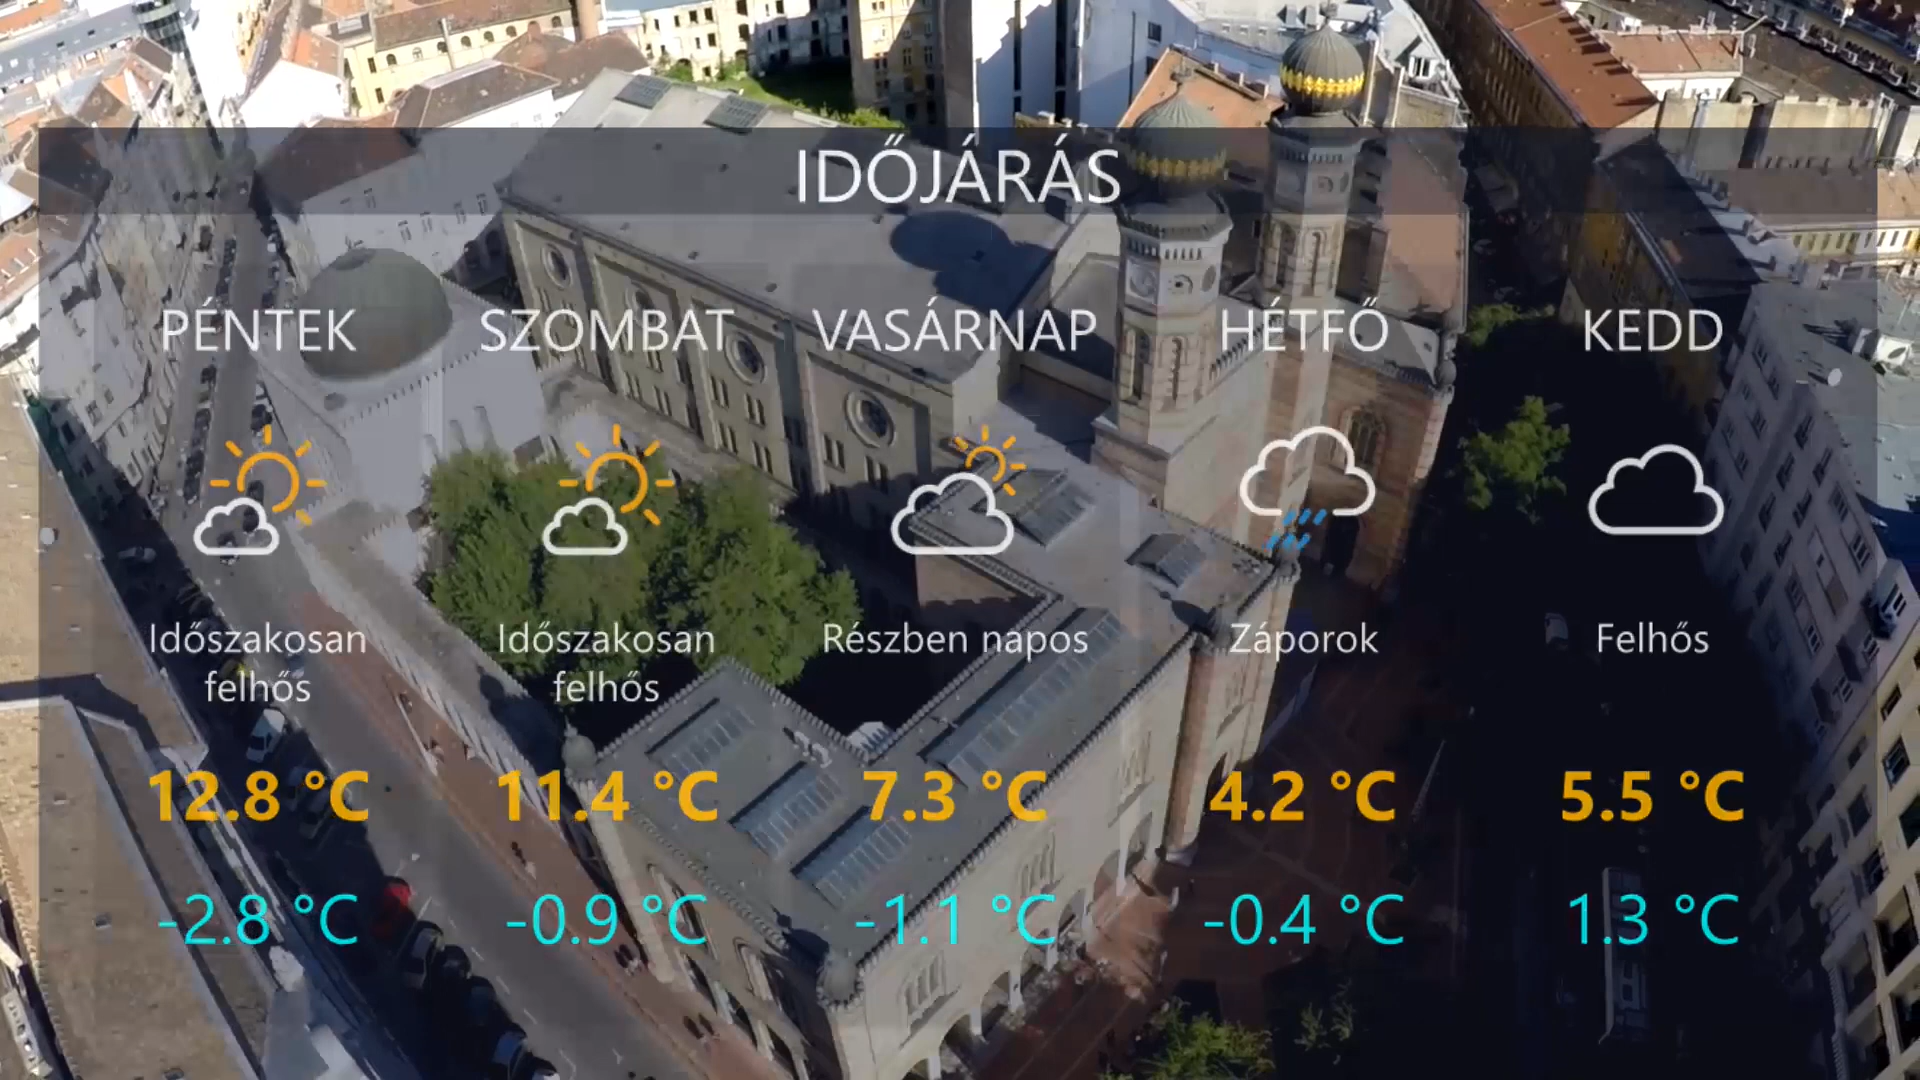 IDŐJÁRÁS
PÉNTEK
SZOMBAT
VASÁRNAP
HÉTFŐ
KEDD
Időszakosan
felhős
Időszakosan
felhős
Részben napos
Záporok
Felhős
12.8 °C
11.4 °C
7.3 °C
4.2 °C
5.5 °C
-2.8 °C
-0.9 °C
-1.1 °C
-0.4 °C
1.3 °C